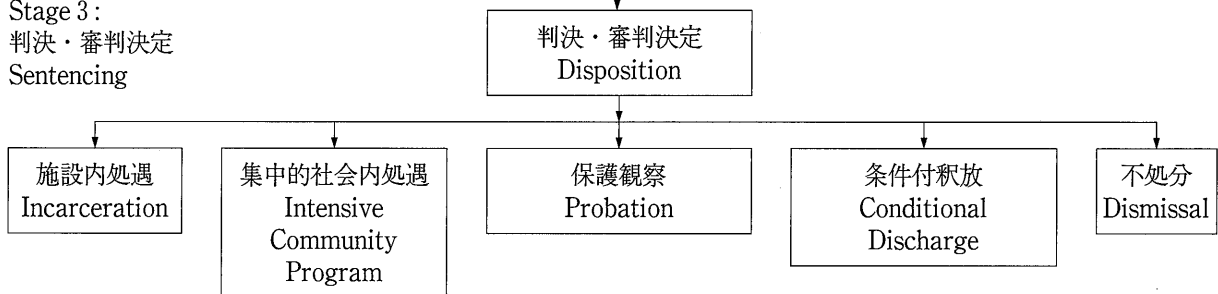 Stage 3 :
判決・審判決定
Sentencing
判決・審判決定
Disposition
施設内処遇
Incarceration
集中的社会内処遇
Intensive
Community
Program
保護観察
Probation
条件付釈放
Conditional
Discharge
不処分
Dismissal